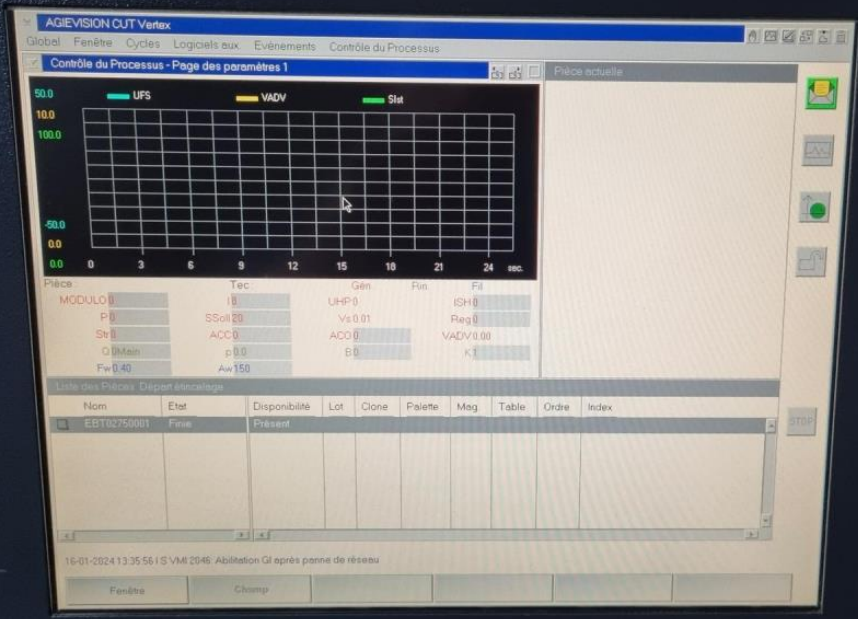 AGIEVISION CUT Vertex
Global Fenêtre Cycles Logiciels aux. Evénements Contrôle du Processus
Contrôle du Processus - Page des paramètres 1
Pièce actuelle
50.0 UFS VADV SIst
10.0
100.0
-50.0
0.0
0.0 0 3 6 9 12 15 18 21 24 sec.
Pièce Tec Gén Rin Fil
MODULO 0 I 0 UHP 0 ISH 0
P 0 SSoll 20 Vs 0.01 Reg 0
Str 0 ACC 0 ACO 0 VADV 0.00
Q 0Main p 0.0 B 0 K 1
Fw 0.40 Aw 150
Liste des Pièces: Départ étincelage
Nom Etat Disponibilité Lot Clone Palette Mag. Table Ordre Index
EBT02750001 Finie Présent
STOP
16-01-2024 13:35:56 I S VMI 2046: Abilitation GI après panne de réseau
Fenêtre Champ